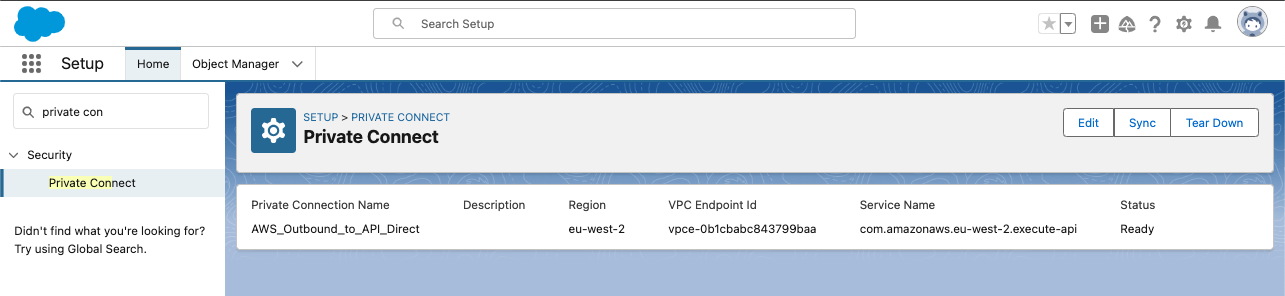 Search Setup
Setup
Home
Object Manager
private con
Security
Private Connect
Didn't find what you're looking for?
Try using Global Search.
SETUP > PRIVATE CONNECT
Private Connect
Edit
Sync
Tear Down
Private Connection Name Description Region VPC Endpoint Id Service Name Status
AWS_Outbound_to_API_Direct eu-west-2 vpce-0b1cbabc843799baa com.amazonaws.eu-west-2.execute-api Ready